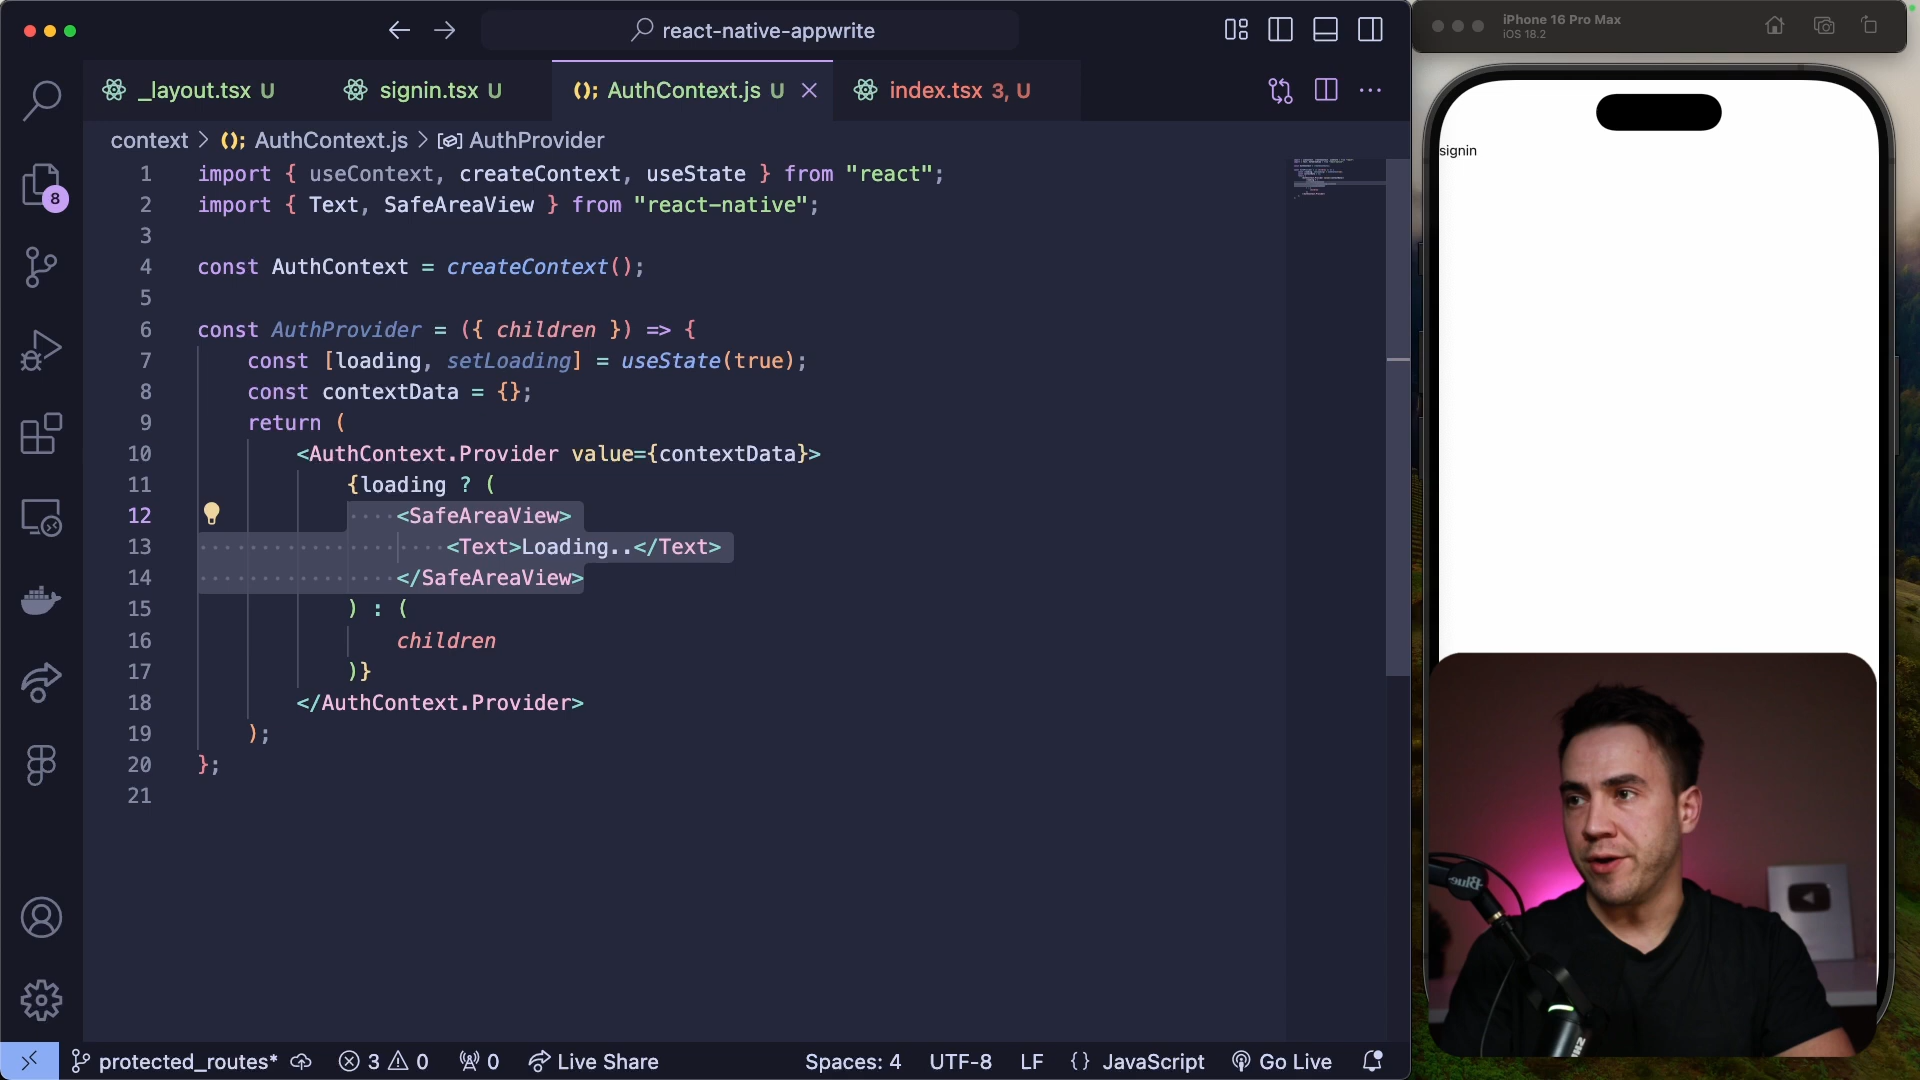 react-native-appwrite
iPhone 16 Pro Max
iOS 18.2
_layout.tsx U
signin.tsx U
(); AuthContext.js U
index.tsx 3, U
context > (); AuthContext.js > AuthProvider
8
1 import { useContext, createContext, useState } from "react";
2 import { Text, SafeAreaView } from "react-native";
3
4 const AuthContext = createContext();
5
6 const AuthProvider = ({ children }) => {
7 const [loading, setLoading] = useState(true);
8 const contextData = {};
9 return (
10 <AuthContext.Provider value={contextData}>
11 {loading ? (
12 <SafeAreaView>
13 <Text>Loading..</Text>
14 </SafeAreaView>
15 ) : (
16 children
17 )}
18 </AuthContext.Provider>
19 );
20 };
21
signin
Blue
protected_routes* 3 0 0 Live Share Spaces: 4 UTF-8 LF {} JavaScript Go Live